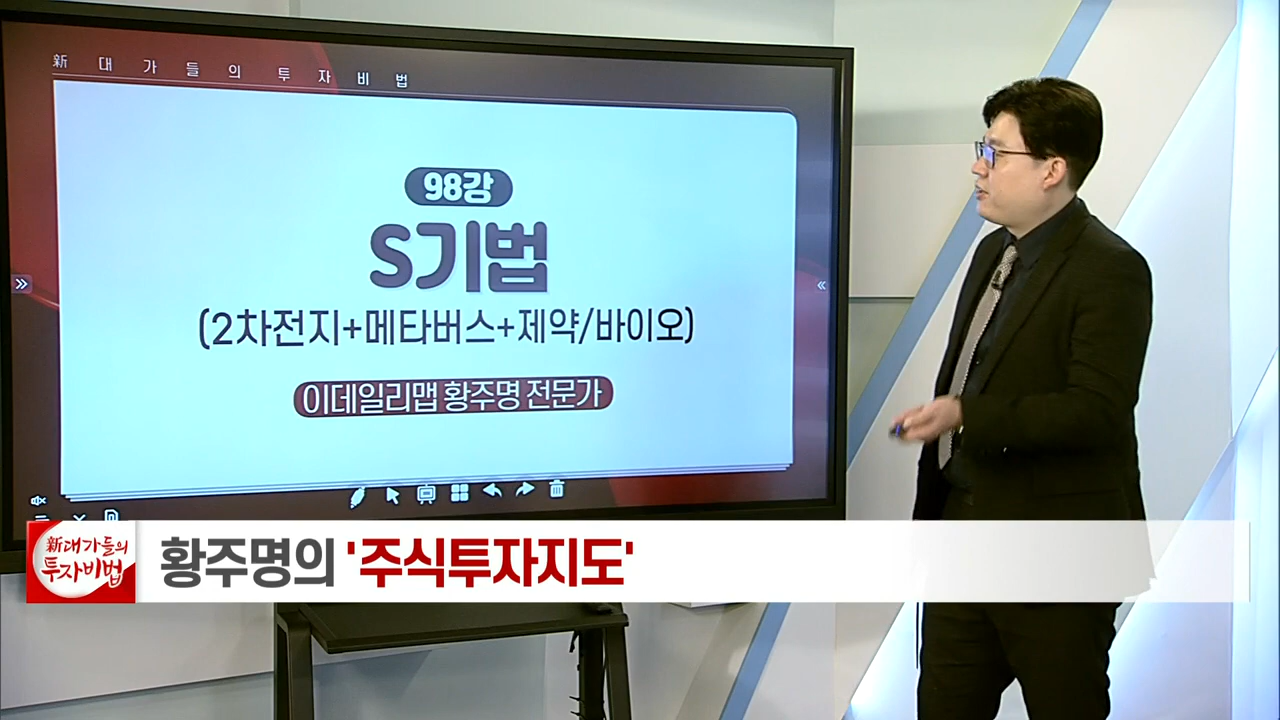 新 대 가 들 의 투 자 비 법
98강
S기법
(2차전지+메타버스+제약/바이오)
이데일리맵 황주명 전문가
新대가들의
투자비법
황주명의 '주식투자지도'